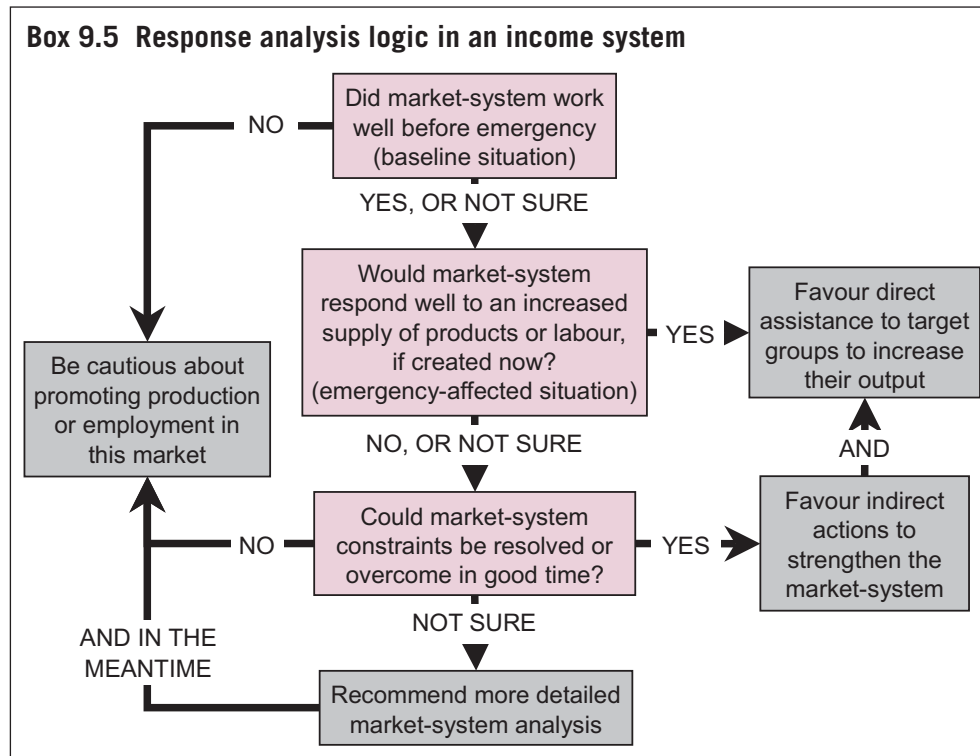 Box 9.5 Response analysis logic in an income system
Did market-system work
well before emergency
(baseline situation)
NO
YES, OR NOT SURE
Would market-system
respond well to an increased
supply of products or labour,
if created now?
(emergency-affected situation)
YES
Favour direct
assistance to target
groups to increase
their output
Be cautious about
promoting production
or employment in
this market
NO, OR NOT SURE
AND
Could market-system
constraints be resolved or
overcome in good time?
NO
YES
Favour indirect
actions to
strengthen the
market-system
NOT SURE
AND IN THE
MEANTIME
Recommend more detailed
market-system analysis